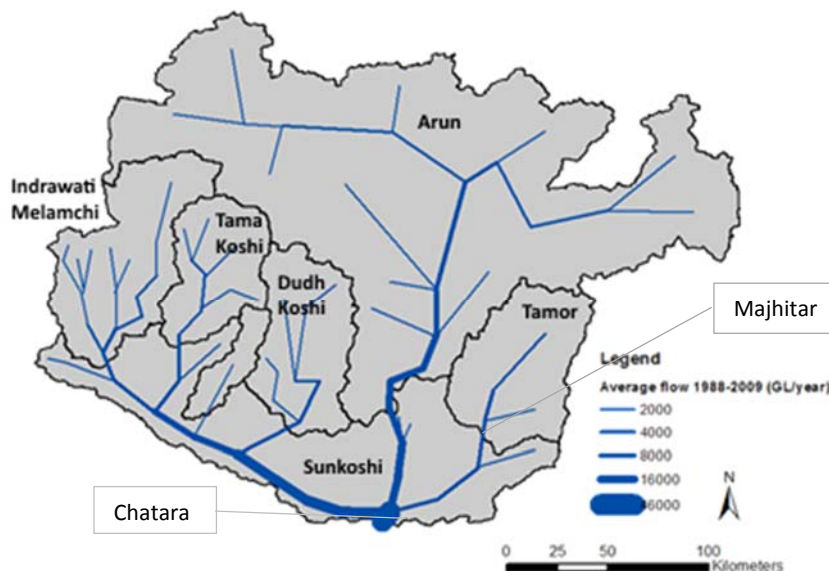 Arun
Indrawati
Melamchi
Tama
Koshi
Dudh
Koshi
Tamor
Majhitar
Sunkoshi
Chatara
Legend
Average flow 1988-2009 (GL/year)
2000
4000
8000
16000
46000
N
0 25 50 100
Kilometers